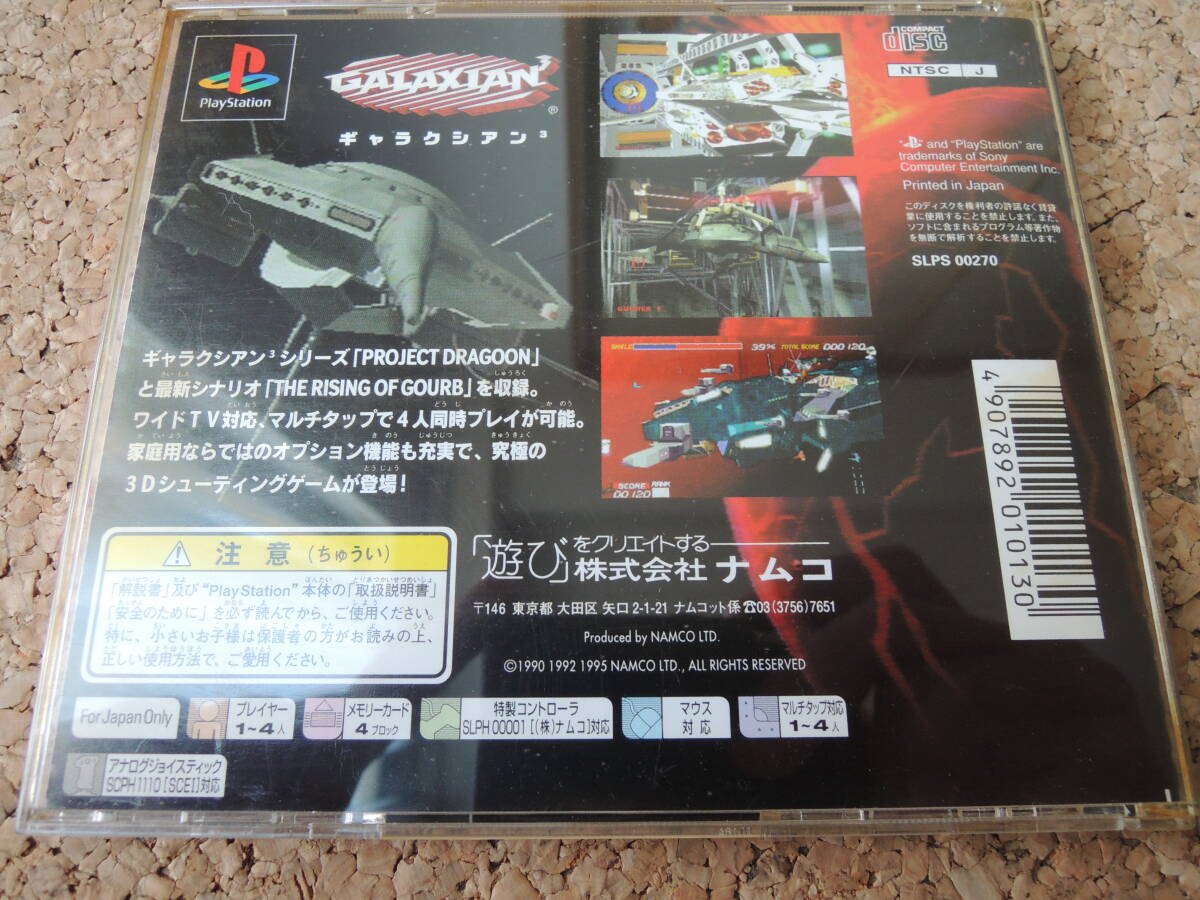 PlayStation
GALAXIAN³
®
ギャラクシアン³
COMPACT
disc
NTSC J
and "PlayStation" are
trademarks of Sony
Computer Entertainment Inc.
Printed in Japan
このディスクを権利者の許諾なく賃貸
業に使用することを禁止します。また、
ソフトに含まれるプログラム等著作物
を無断で解析することを禁止します。
SLPS 00270
SHIELD 39% TOTAL SCORE 000120
SCORE RANK
00120
ギャラクシアン³シリーズ「PROJECT DRAGOON」
と最新シナリオ「THE RISING OF GOURB」を収録。
ワイドTV対応、マルチタップで4人同時プレイが可能。
家庭用ならではのオプション機能も充実で、究極の
3Dシューティングゲームが登場!
4 907892 010130
注意(ちゅうい)
「解説書」及び"PlayStation"本体の「取扱説明書」
「安全のために」を必ず読んでから、ご使用ください。
特に、小さいお子様は保護者の方がお読みの上、
正しい使用方法で、ご愛用ください。
「遊び」をクリエイトする
株式会社ナムコ
〒146 東京都 大田区 矢口 2-1-21 ナムコット係 ☎03(3756)7651
Produced by NAMCO LTD.
©1990 1992 1995 NAMCO LTD., ALL RIGHTS RESERVED
For Japan Only
プレイヤー
1~4人
メモリーカード
4ブロック
特製コントローラ
SLPH 00001 [(株)ナムコ]対応
マウス
対応
マルチタップ対応
1~4人
アナログジョイスティック
SCPH1110 [SCEI]対応